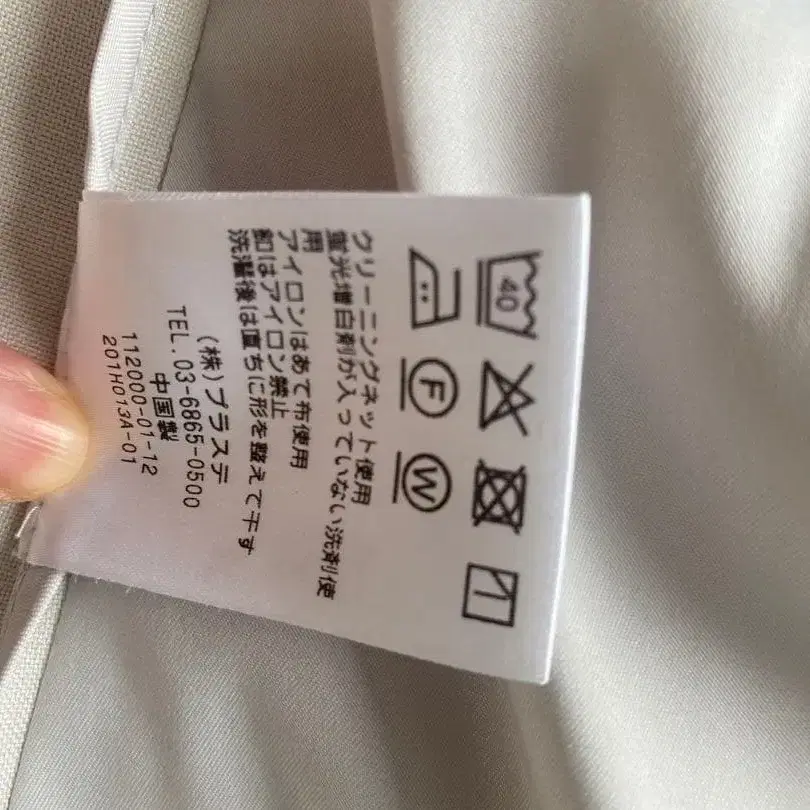 40
F
W
クリーニングネット使用
蛍光増白剤が入っていない洗剤使
用
アイロンはあて布使用
釦はアイロン禁止
洗濯後は直ちに形を整えて干す
(株)プラステ
TEL.03-6865-0500
中国製
112000-01-12
201H013A-01